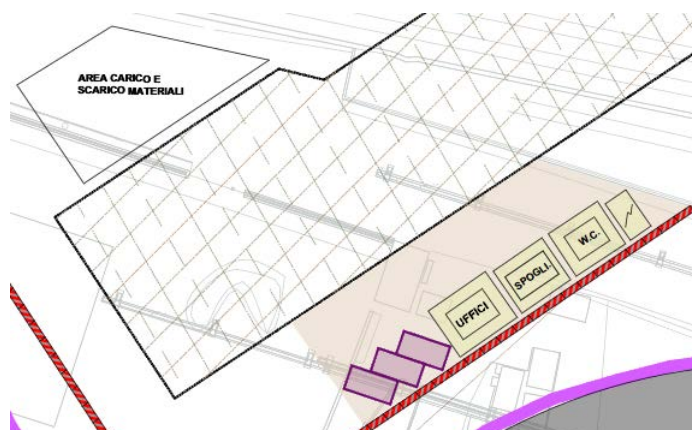 AREA CARICO E
SCARICO MATERIALI
UFFICI
SPOGLI.
W.C.